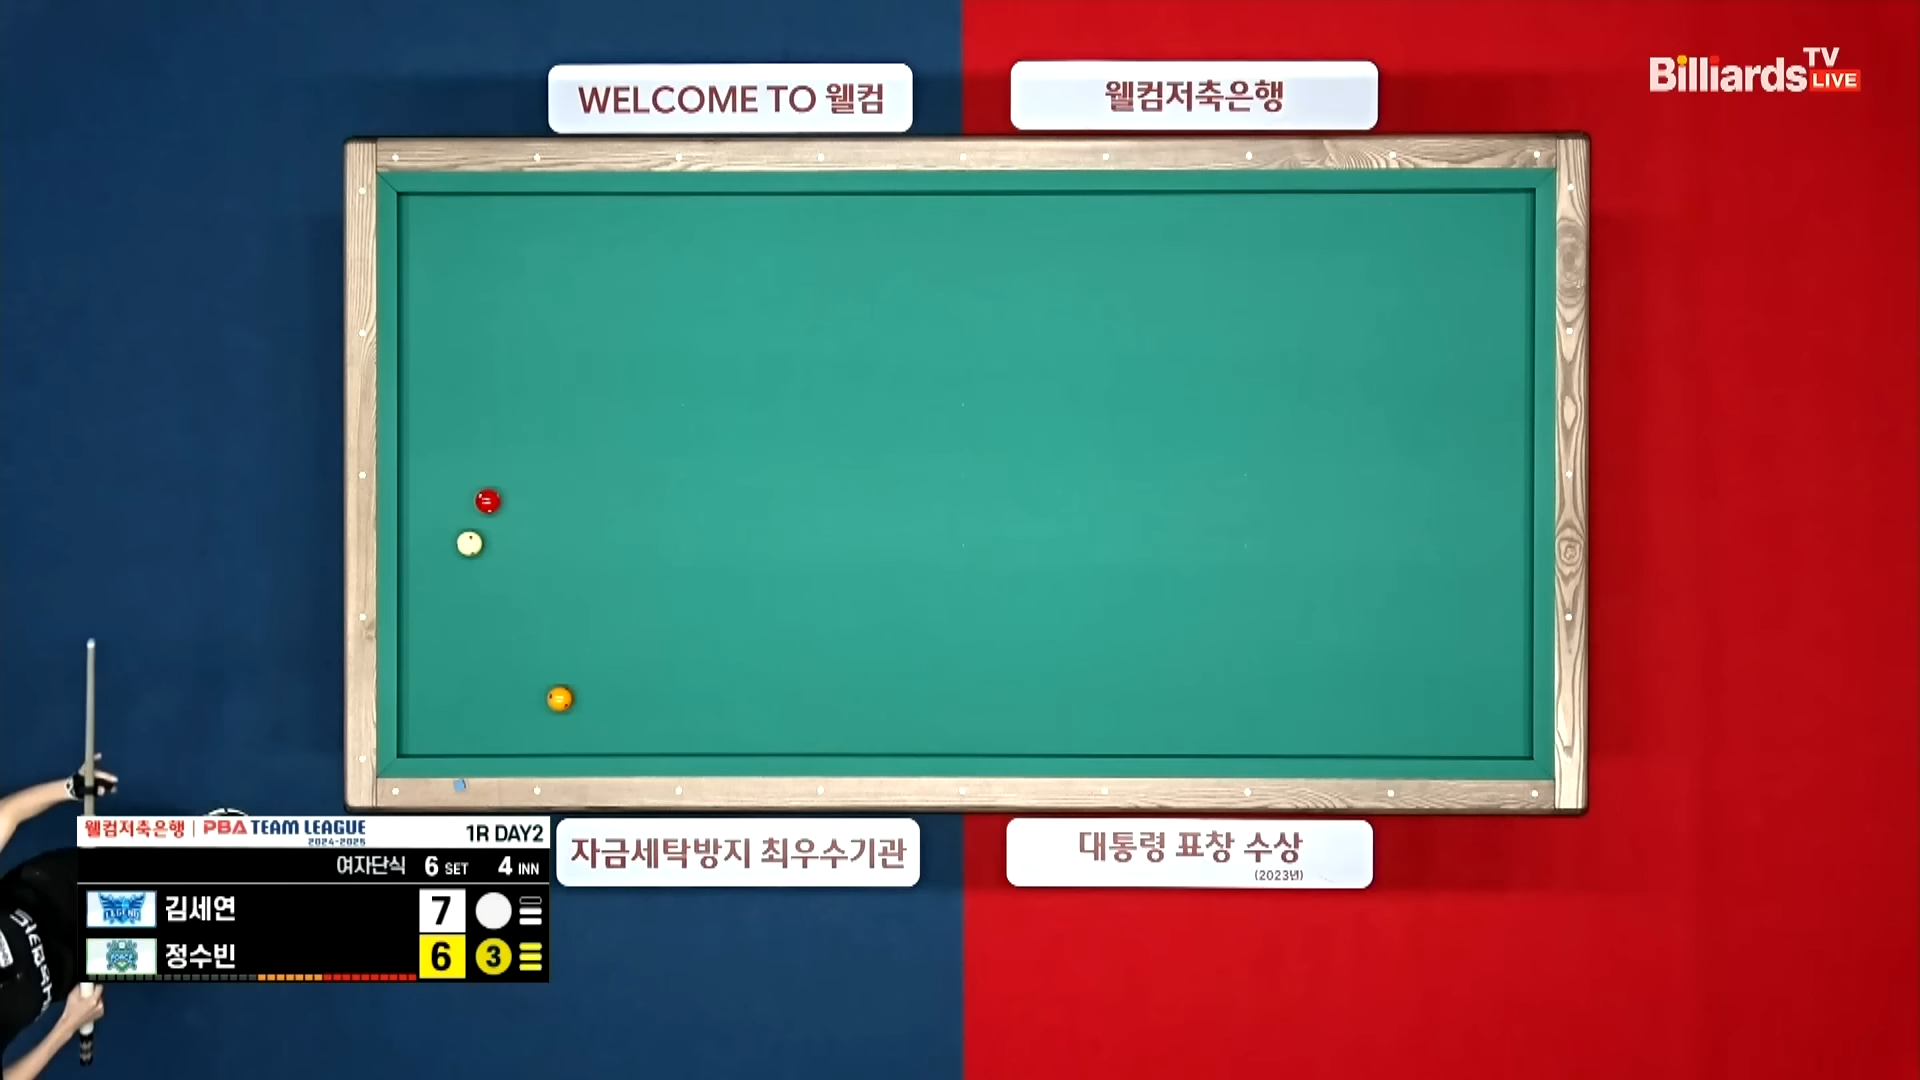 Billiards TV LIVE
WELCOME TO 웰컴
웰컴저축은행
자금세탁방지 최우수기관
대통령 표창 수상
(2023년)
웰컴저축은행 | PBA TEAM LEAGUE
2024-2025
1R DAY2
여자단식 6 SET 4 INN
LEGEND 김세연 7
정수빈 6 3